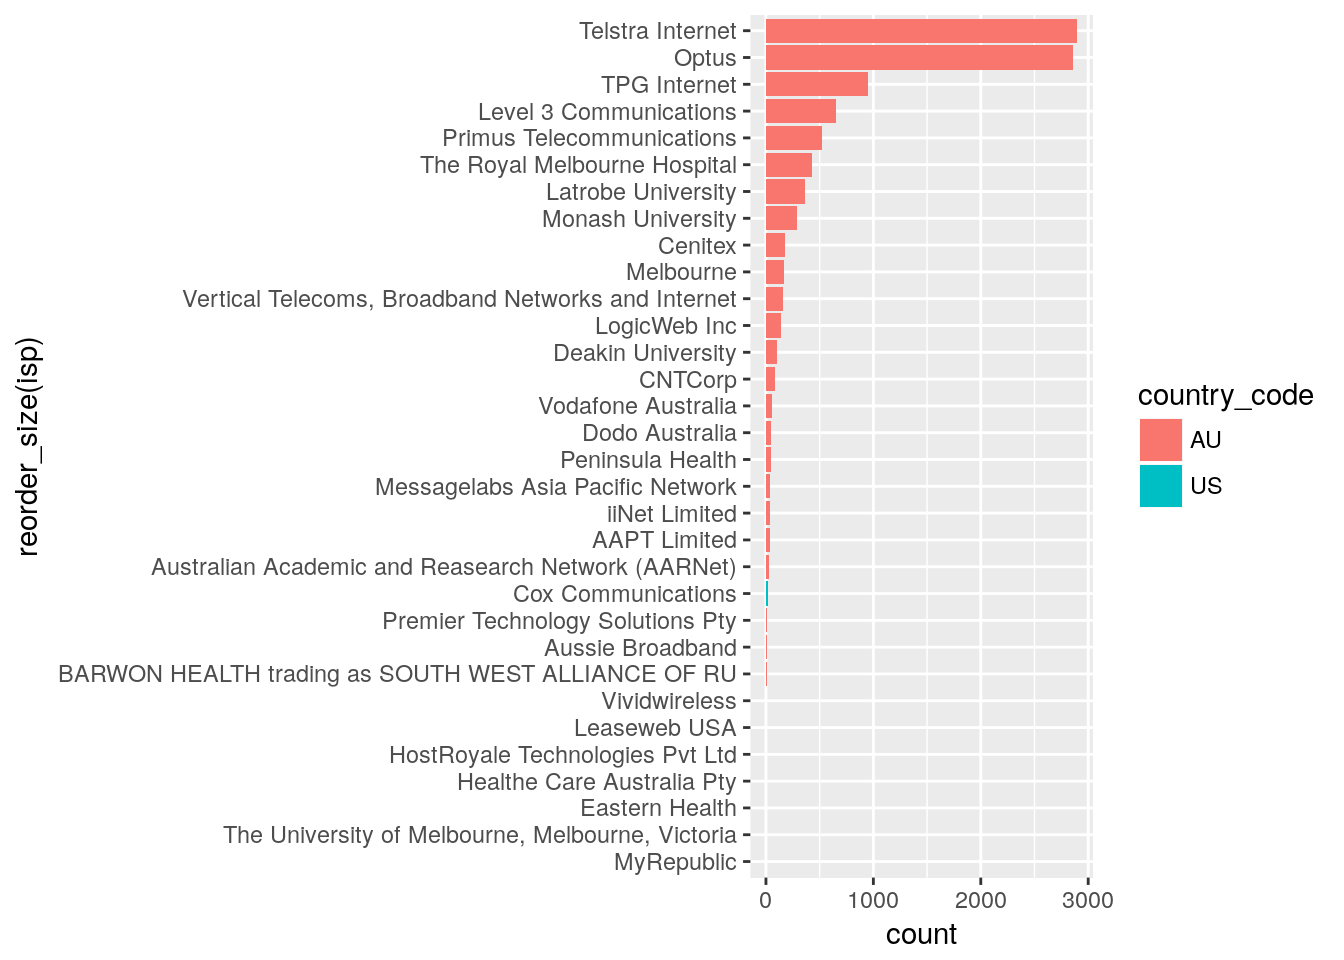 Telstra Internet
Optus
TPG Internet
Level 3 Communications
Primus Telecommunications
The Royal Melbourne Hospital
Latrobe University
Monash University
Cenitex
Melbourne
Vertical Telecoms, Broadband Networks and Internet
LogicWeb Inc
Deakin University
CNTCorp
Vodafone Australia
Dodo Australia
Peninsula Health
Messagelabs Asia Pacific Network
iiNet Limited
AAPT Limited
Australian Academic and Reasearch Network (AARNet)
Cox Communications
Premier Technology Solutions Pty
Aussie Broadband
BARWON HEALTH trading as SOUTH WEST ALLIANCE OF RU
Vividwireless
Leaseweb USA
HostRoyale Technologies Pvt Ltd
Healthe Care Australia Pty
Eastern Health
The University of Melbourne, Melbourne, Victoria
MyRepublic
reorder_size(isp)
0 1000 2000 3000
count
country_code
AU
US